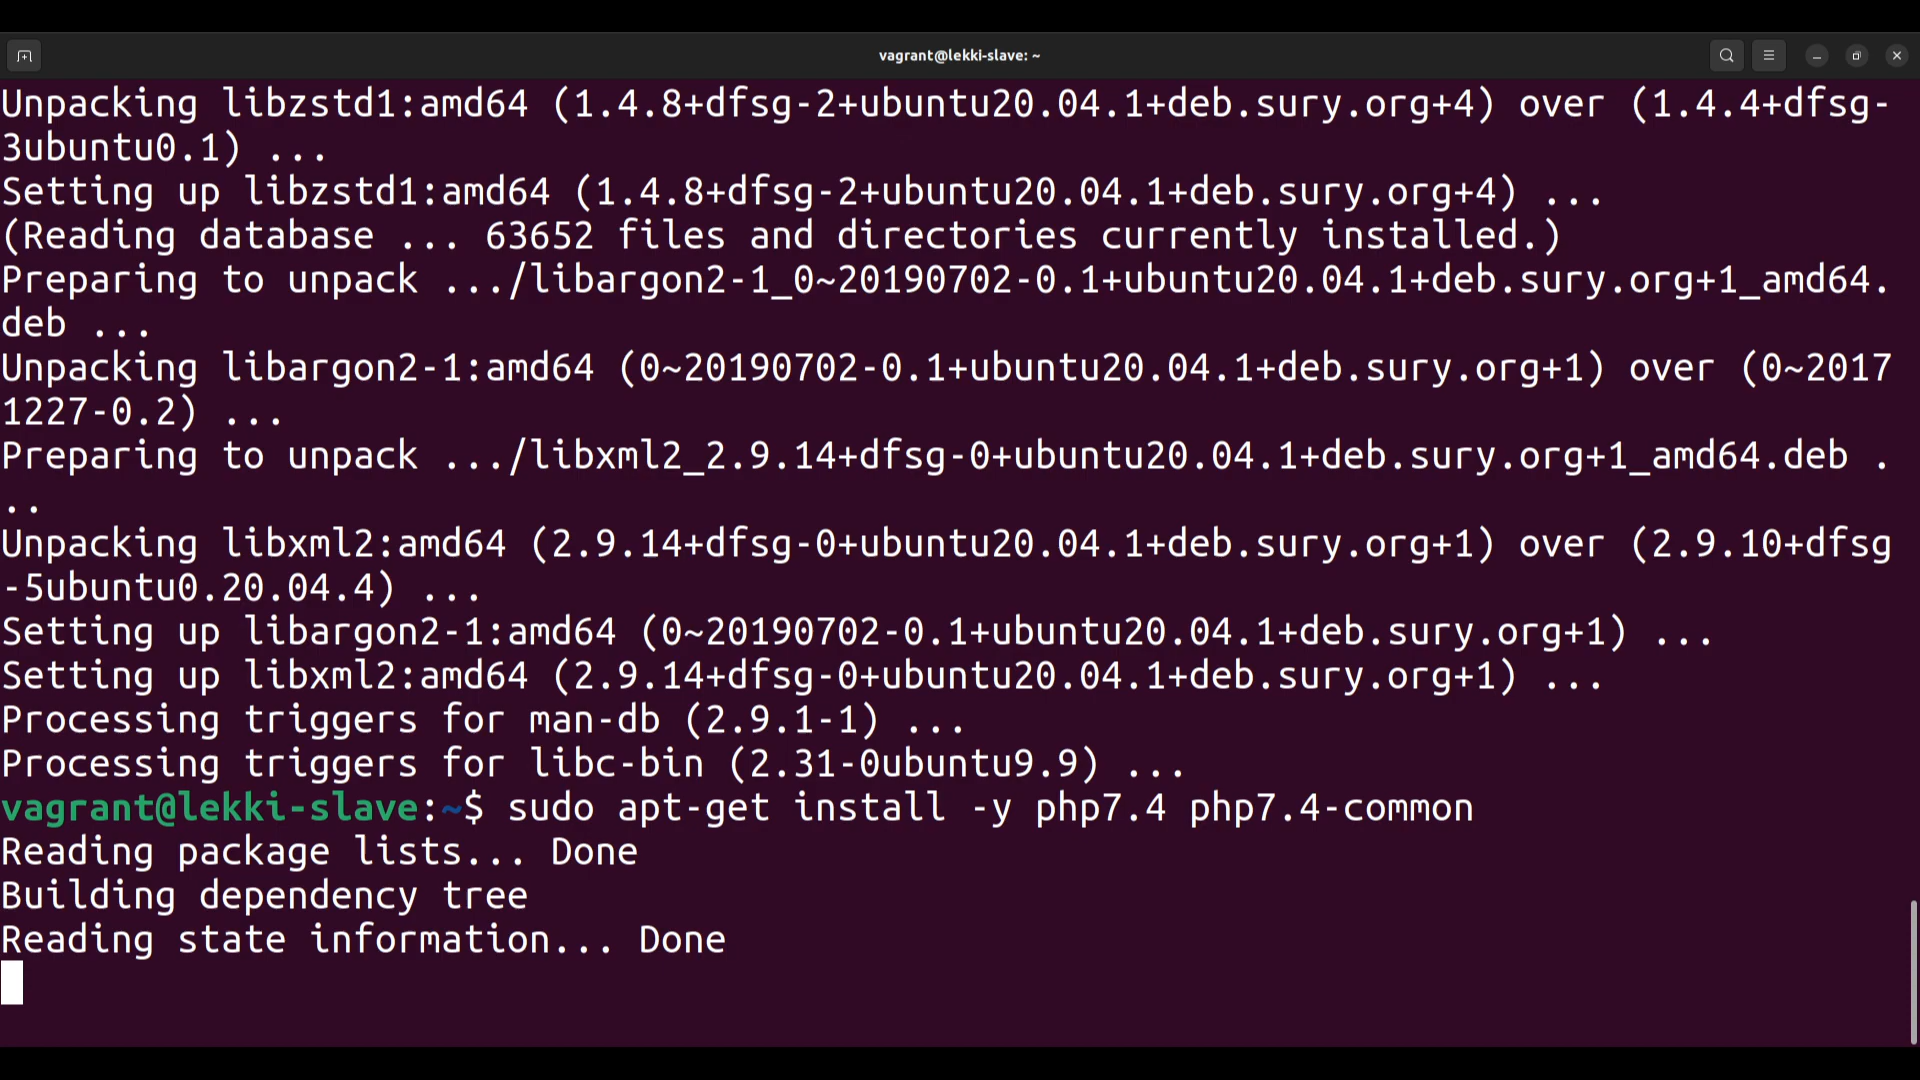 vagrant@lekki-slave: ~
Unpacking libzstd1:amd64 (1.4.8+dfsg-2+ubuntu20.04.1+deb.sury.org+4) over (1.4.4+dfsg-
3ubuntu0.1) ...
Setting up libzstd1:amd64 (1.4.8+dfsg-2+ubuntu20.04.1+deb.sury.org+4) ...
(Reading database ... 63652 files and directories currently installed.)
Preparing to unpack .../libargon2-1_0~20190702-0.1+ubuntu20.04.1+deb.sury.org+1_amd64.
deb ...
Unpacking libargon2-1:amd64 (0~20190702-0.1+ubuntu20.04.1+deb.sury.org+1) over (0~2017
1227-0.2) ...
Preparing to unpack .../libxml2_2.9.14+dfsg-0+ubuntu20.04.1+deb.sury.org+1_amd64.deb .
..
Unpacking libxml2:amd64 (2.9.14+dfsg-0+ubuntu20.04.1+deb.sury.org+1) over (2.9.10+dfsg
-5ubuntu0.20.04.4) ...
Setting up libargon2-1:amd64 (0~20190702-0.1+ubuntu20.04.1+deb.sury.org+1) ...
Setting up libxml2:amd64 (2.9.14+dfsg-0+ubuntu20.04.1+deb.sury.org+1) ...
Processing triggers for man-db (2.9.1-1) ...
Processing triggers for libc-bin (2.31-0ubuntu9.9) ...
vagrant@lekki-slave:~$ sudo apt-get install -y php7.4 php7.4-common
Reading package lists... Done
Building dependency tree
Reading state information... Done